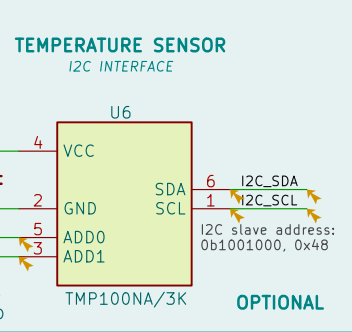 TEMPERATURE SENSOR
I2C INTERFACE
U6
4 VCC
SDA 6 I2C_SDA
2 GND
SCL 1 I2C_SCL
5 ADD0
3 ADD1
I2C slave address:
0b1001000, 0x48
TMP100NA/3K
OPTIONAL